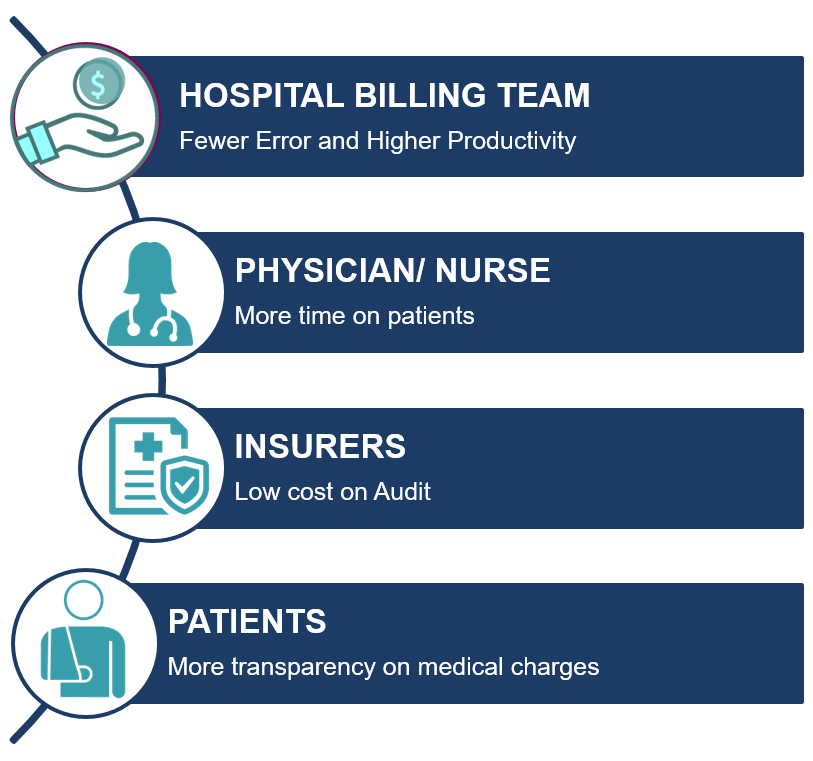 $
HOSPITAL BILLING TEAM
Fewer Error and Higher Productivity
PHYSICIAN/ NURSE
More time on patients
INSURERS
Low cost on Audit
PATIENTS
More transparency on medical charges